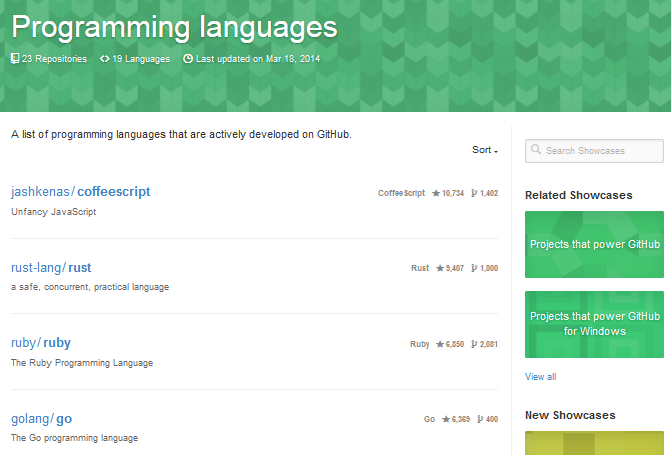 Programming languages
23 Repositories 19 Languages Last updated on Mar 18, 2014
A list of programming languages that are actively developed on GitHub.
Sort
Search Showcases
jashkenas/coffeescript CoffeeScript 10,734 1,402
Unfancy JavaScript
rust-lang/rust Rust 9,407 1,800
a safe, concurrent, practical language
ruby/ruby Ruby 6,850 2,081
The Ruby Programming Language
golang/go Go 6,369 400
The Go programming language
Related Showcases
Projects that power GitHub
Projects that power GitHub
for Windows
View all
New Showcases